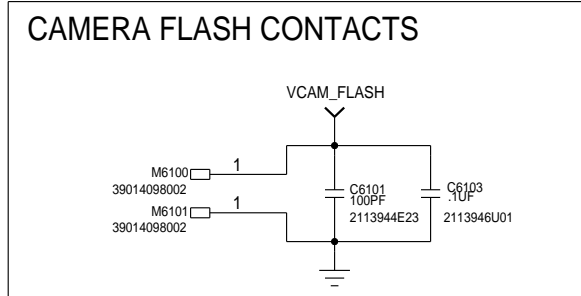 CAMERA FLASH CONTACTS
VCAM_FLASH
M6100 1
39014098002
M6101 1
39014098002
C6101
100PF
2113944E23
C6103
.1UF
2113946U01